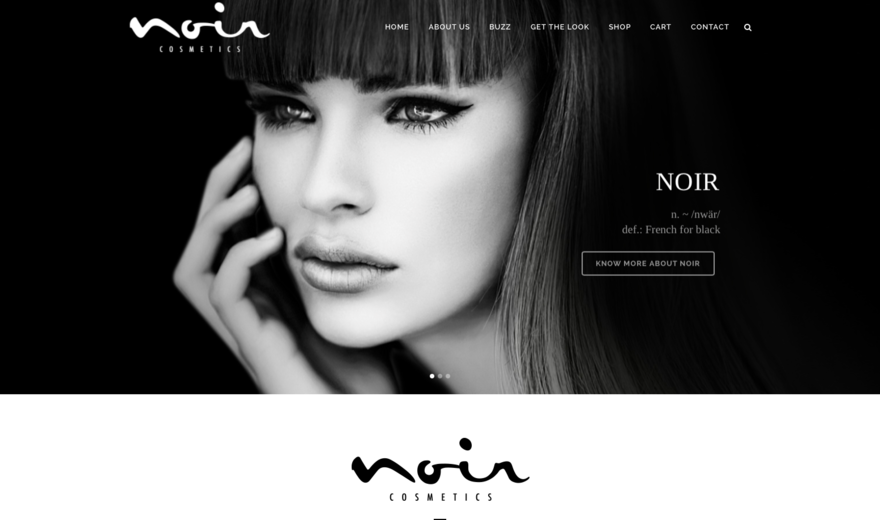 noir
COSMETICS
HOME ABOUT US BUZZ GET THE LOOK SHOP CART CONTACT
NOIR
n. ~ /nwär/
def.: French for black
KNOW MORE ABOUT NOIR
noir
COSMETICS